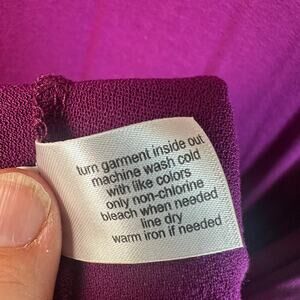 turn garment inside out
machine wash cold
with like colors
only non-chlorine
bleach when needed
line dry
warm iron if needed